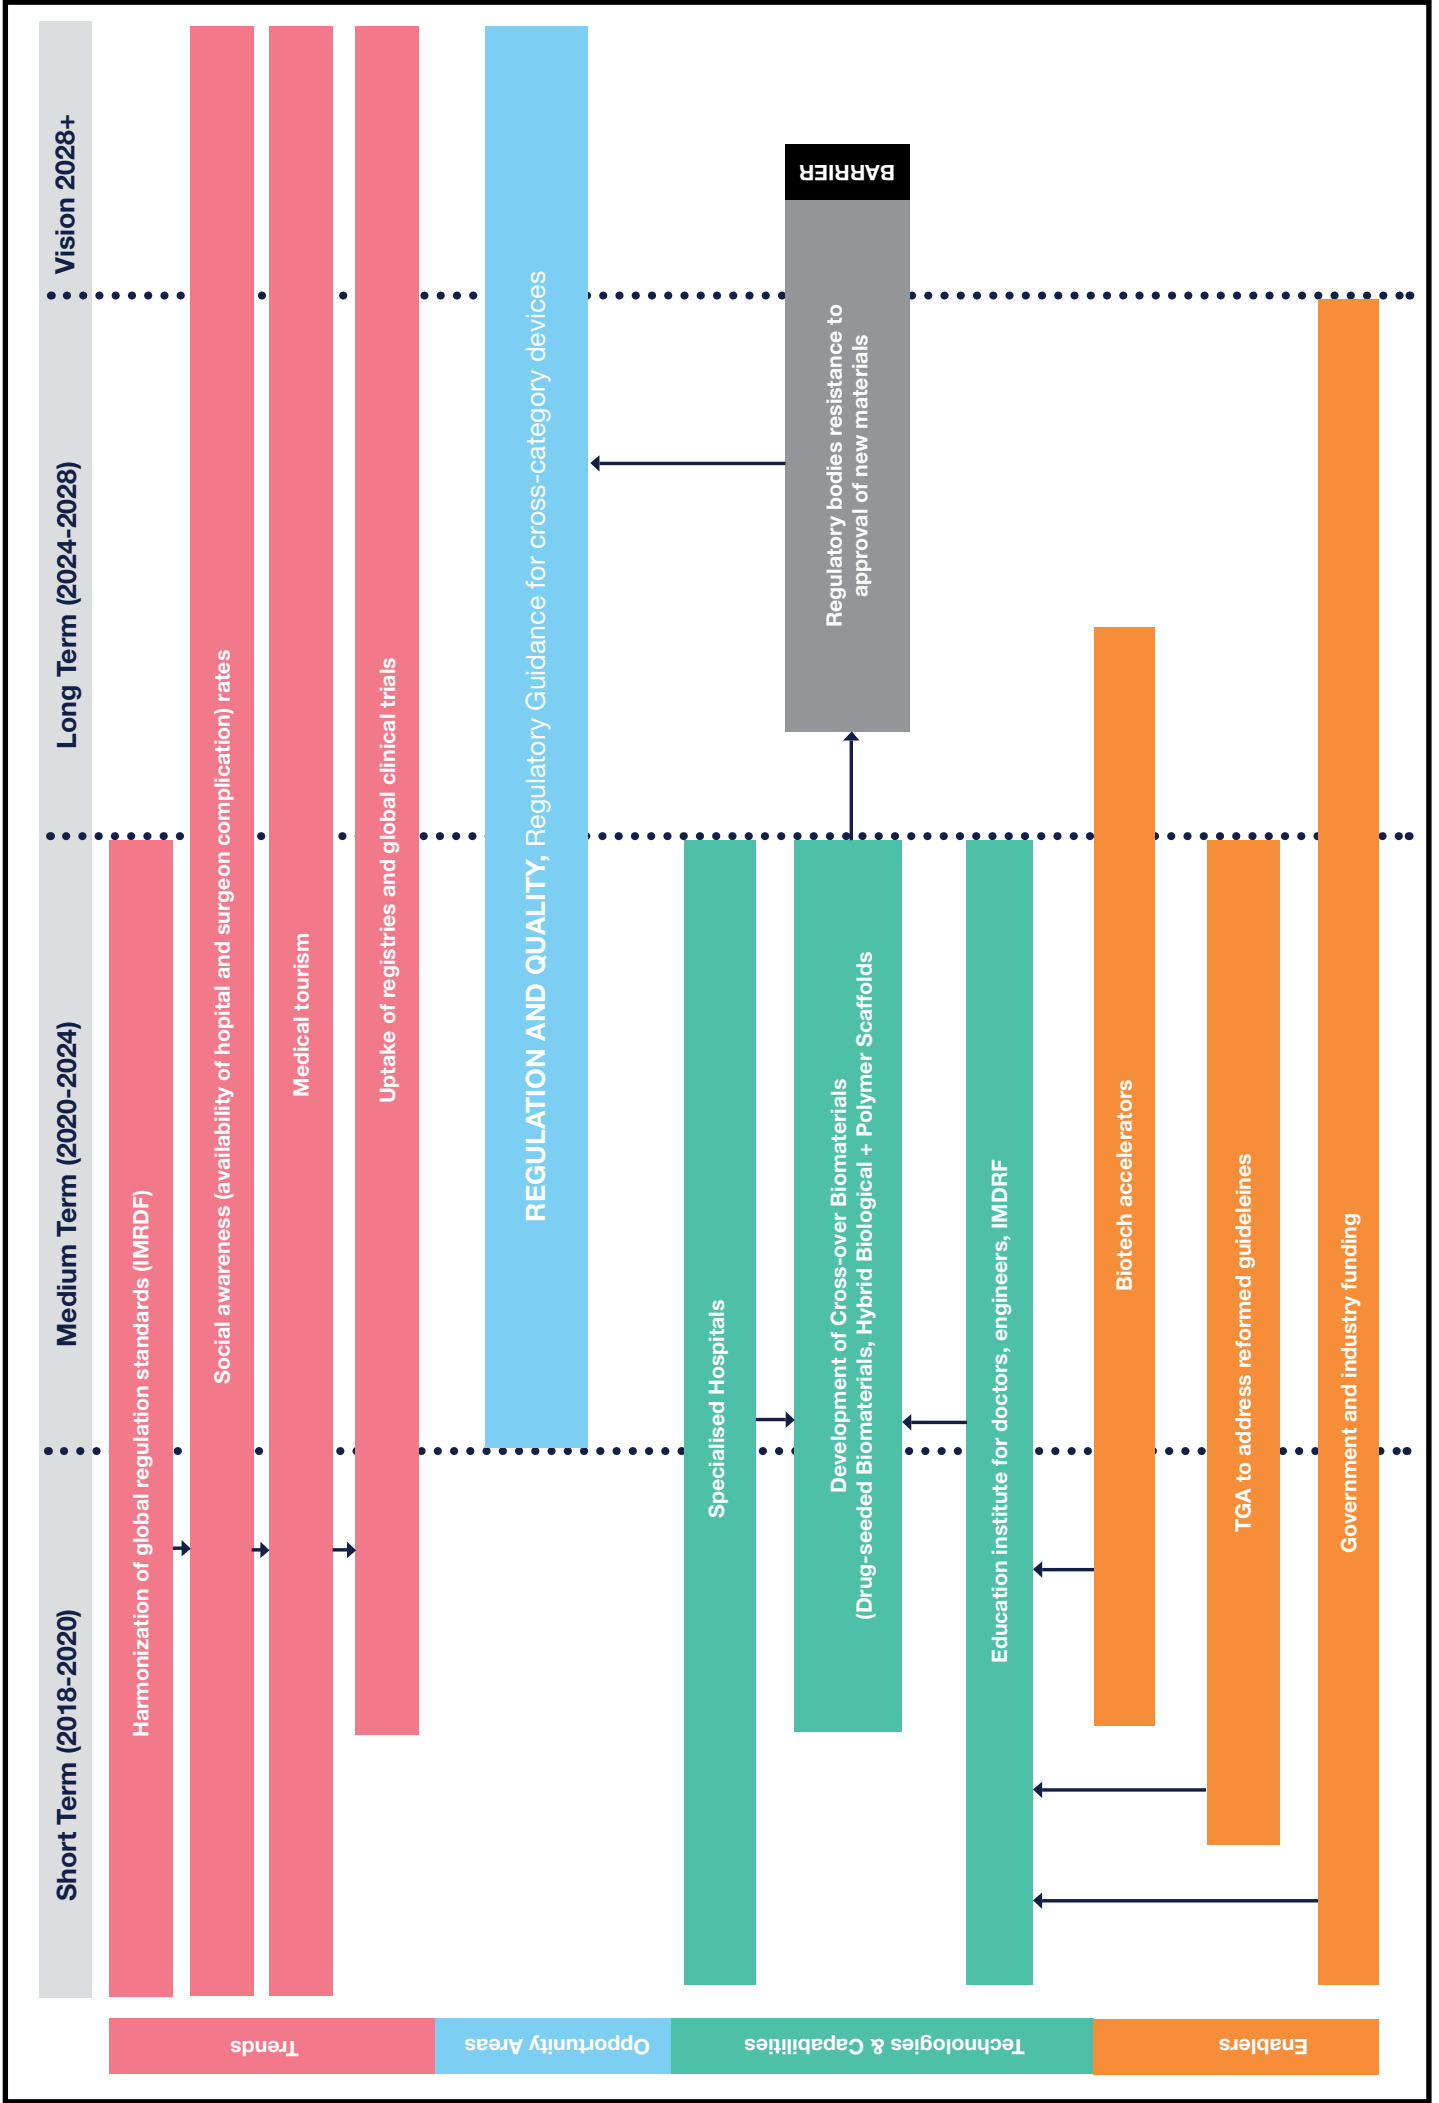 Short Term (2018-2020)
Medium Term (2020-2024)
Long Term (2024-2028)
Vision 2028+
Trends
Harmonization of global regulation standards (IMRDF)
Social awareness (availability of hopital and surgeon complication) rates
Medical tourism
Uptake of registries and global clinical trials
Opportunity Areas
REGULATION AND QUALITY, Regulatory Guidance for cross-category devices
Technologies & Capabilities
Specialised Hospitals
Development of Cross-over Biomaterials
(Drug-seeded Biomaterials, Hybrid Biological + Polymer Scaffolds
Regulatory bodies resistance to
approval of new materials
BARRIER
Education institute for doctors, engineers, IMDRF
Enablers
Biotech accelerators
TGA to address reformed guideleines
Government and industry funding